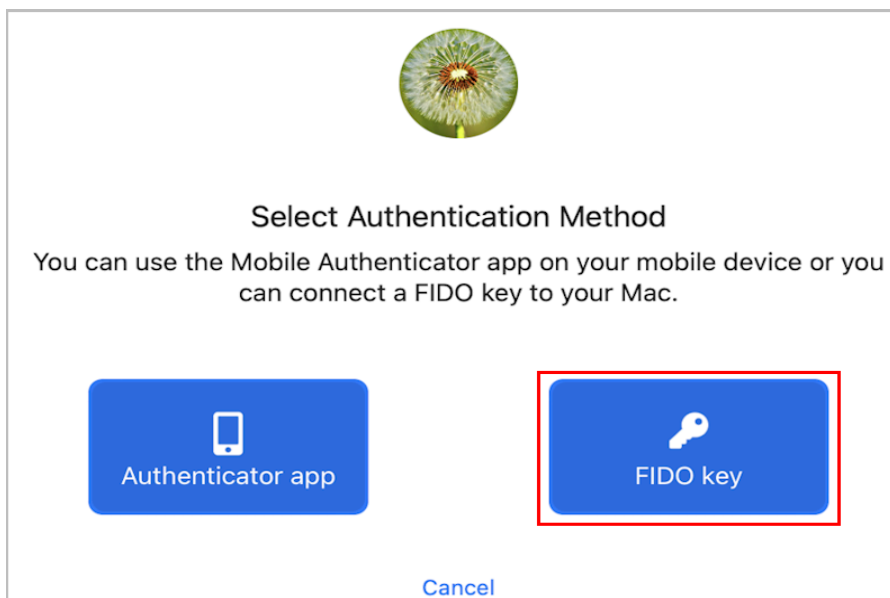 Select Authentication Method
You can use the Mobile Authenticator app on your mobile device or you
can connect a FIDO key to your Mac.
Authenticator app
FIDO key
Cancel